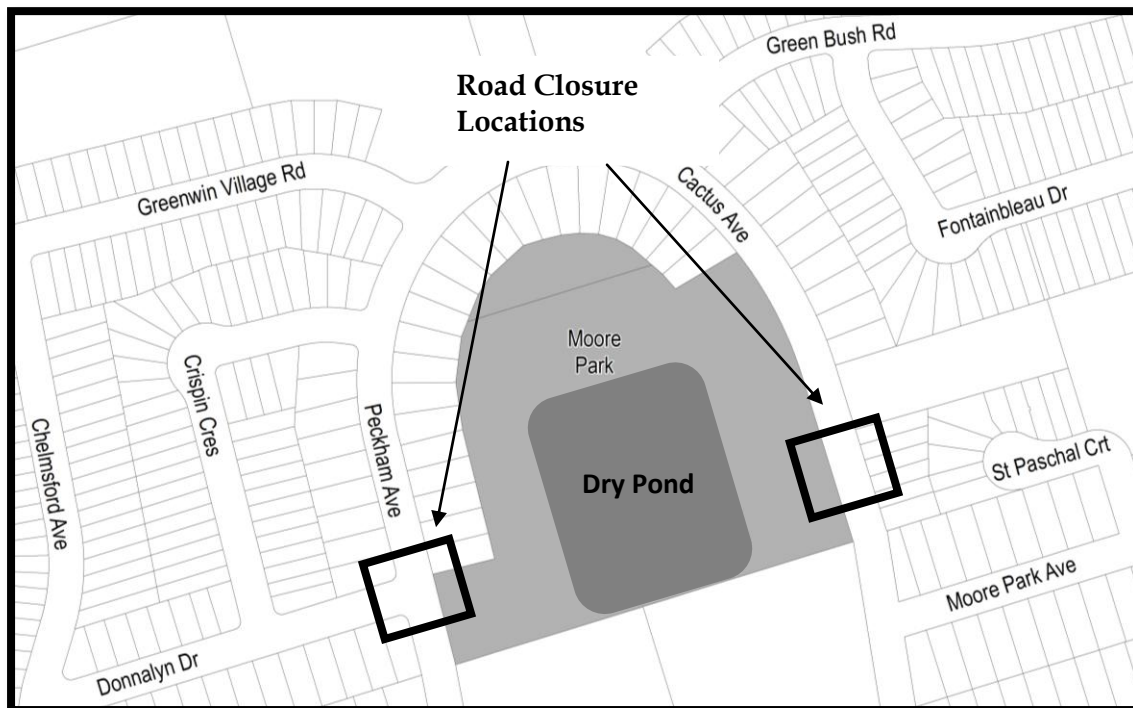 Green Bush Rd
Road Closure
Locations
Greenwin Village Rd
Cactus Ave
Fontainbleau Dr
Moore
Park
Crispin Cres
Peckham Ave
Chelmsford Ave
Dry Pond
St Paschal Crt
Moore Park Ave
Donnalyn Dr